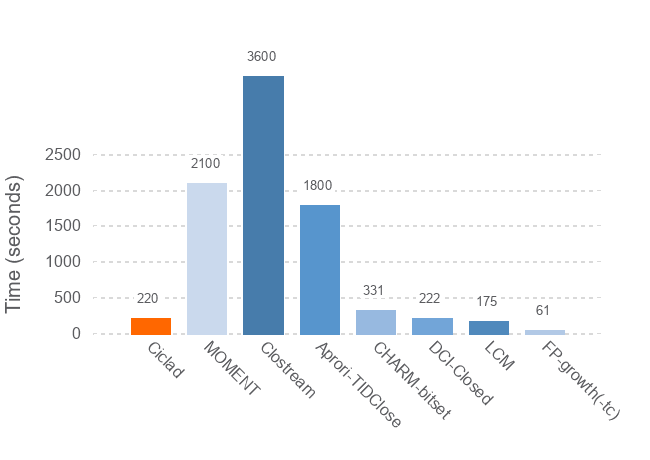 3600
2500
2100
2000
1800
1500
1000
500
331
220
222
175
61
0
Time (seconds)
Ciclad
MOMENT
Clostream
Aprori-TIDClose
CHARM-bitset
DCI-Closed
LCM
FP-growth(-tc)